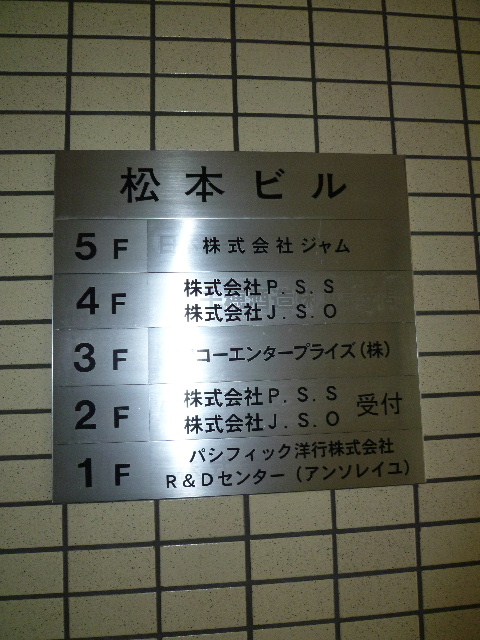 松本ビル
5F 株式会社ジャム
4F 株式会社P.S.S
株式会社J.S.O
3F コーエンタープライズ(株)
2F 株式会社P.S.S 受付
株式会社J.S.O
1F パシフィック洋行株式会社
R&Dセンター(アンソレイユ)